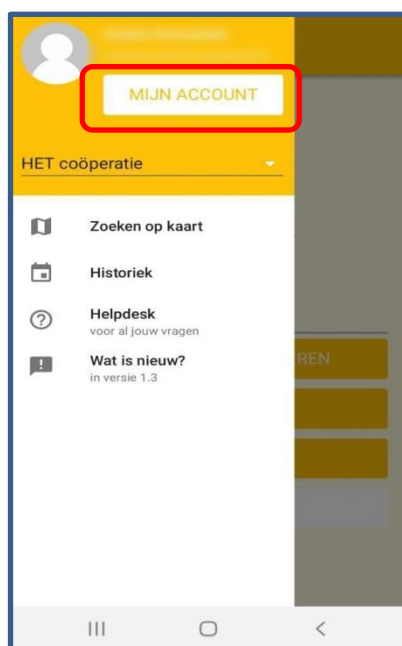 MIJN ACCOUNT
HET coöperatie
Zoeken op kaart
Historiek
Helpdesk
voor al jouw vragen
Wat is nieuw?
in versie 1.3
EREN